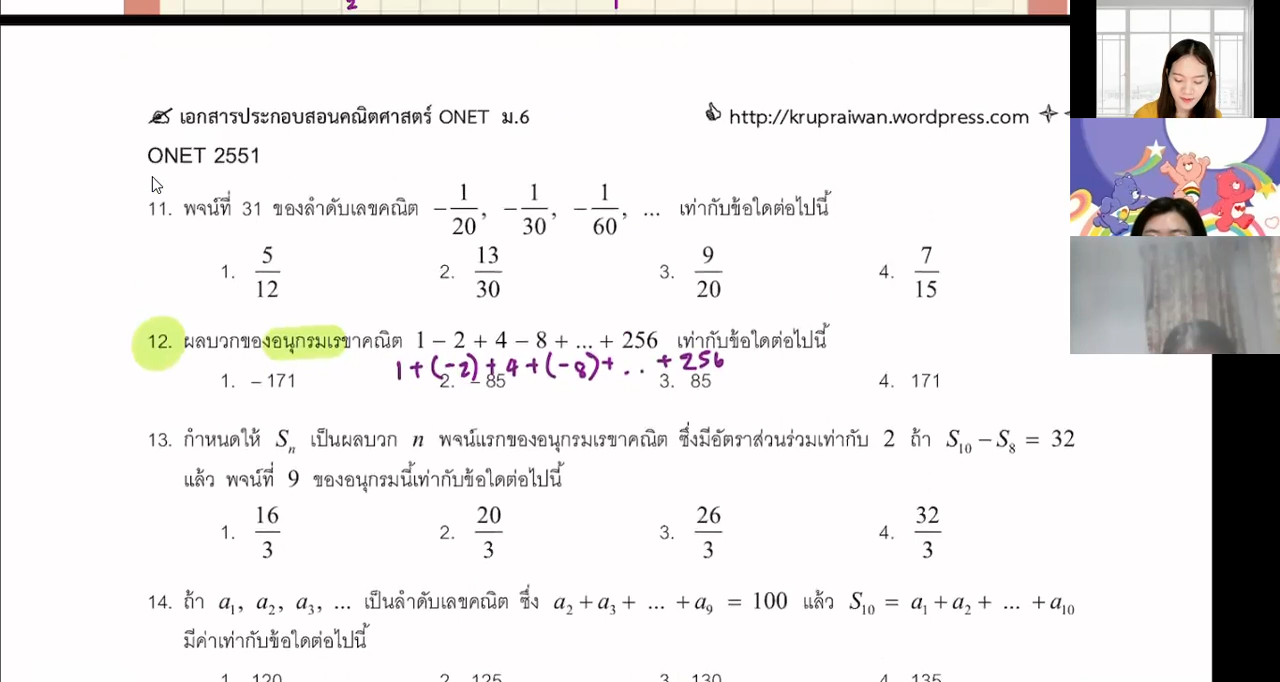 เอกสารประกอบสอนคณิตศาสตร์ ONET ม.6 http://krupraiwan.wordpress.com
ONET 2551
11. พจน์ที่ 31 ของลำดับเลขคณิต −1/20, −1/30, −1/60, ... เท่ากับข้อใดต่อไปนี้
1. 5/12 2. 13/30 3. 9/20 4. 7/15
12. ผลบวกของอนุกรมเรขาคณิต 1 − 2 + 4 − 8 + ... + 256 เท่ากับข้อใดต่อไปนี้
1 + (-2) + 4 + (-8) + ... + 256
1. − 171 2. − 85 3. 85 4. 171
13. กำหนดให้ Sₙ เป็นผลบวก n พจน์แรกของอนุกรมเรขาคณิต ซึ่งมีอัตราส่วนร่วมเท่ากับ 2 ถ้า S₁₀ − S₈ = 32
แล้ว พจน์ที่ 9 ของอนุกรมนี้เท่ากับข้อใดต่อไปนี้
1. 16/3 2. 20/3 3. 26/3 4. 32/3
14. ถ้า a₁, a₂, a₃, ... เป็นลำดับเลขคณิต ซึ่ง a₂ + a₃ + ... + a₉ = 100 แล้ว S₁₀ = a₁ + a₂ + ... + a₁₀
มีค่าเท่ากับข้อใดต่อไปนี้
1. 120 2. 125 3. 130 4. 135